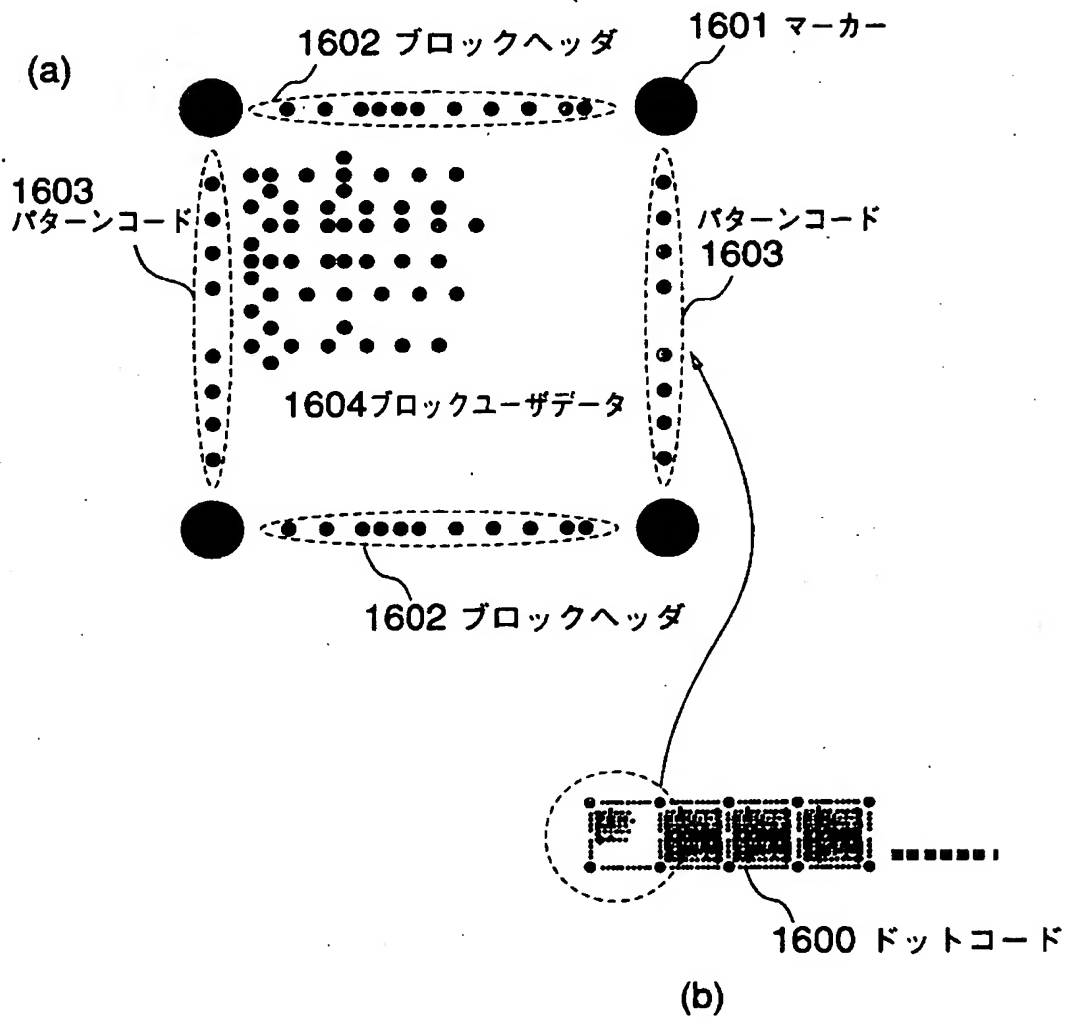 (a)
1602 ブロックヘッダ
1601 マーカー
1603
パターンコード
パターンコード
1603
1604ブロックユーザデータ
1602 ブロックヘッダ
1600 ドットコード
(b)